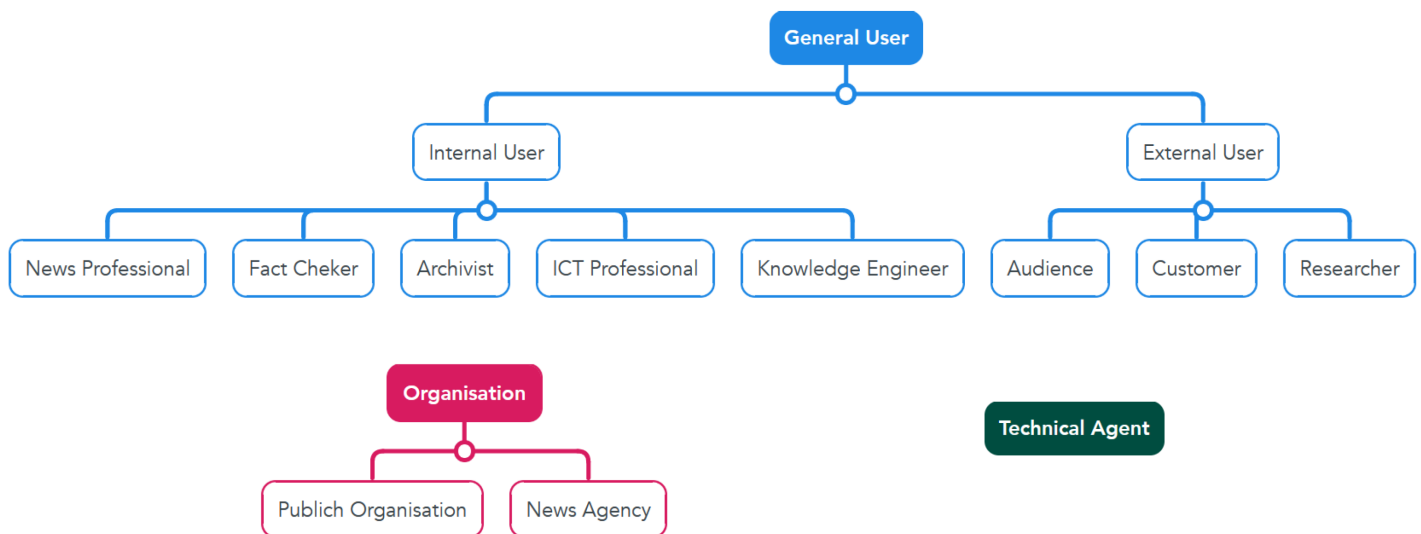 General User
Internal User
External User
News Professional
Fact Cheker
Archivist
ICT Professional
Knowledge Engineer
Audience
Customer
Researcher
Organisation
Technical Agent
Publich Organisation
News Agency